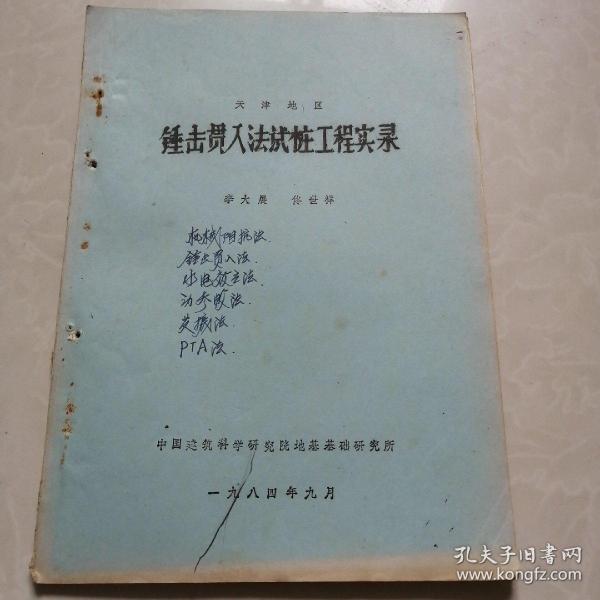 天津地区
锤击贯入法试桩工程实录
李大展 佟世祥
机械阻抗法.
锤击贯入法.
水电效应法.
动参数法.
共振法.
PTA法.
中国建筑科学研究院地基基础研究所
一九八四年九月
孔夫子旧书网
www.kongfz.com